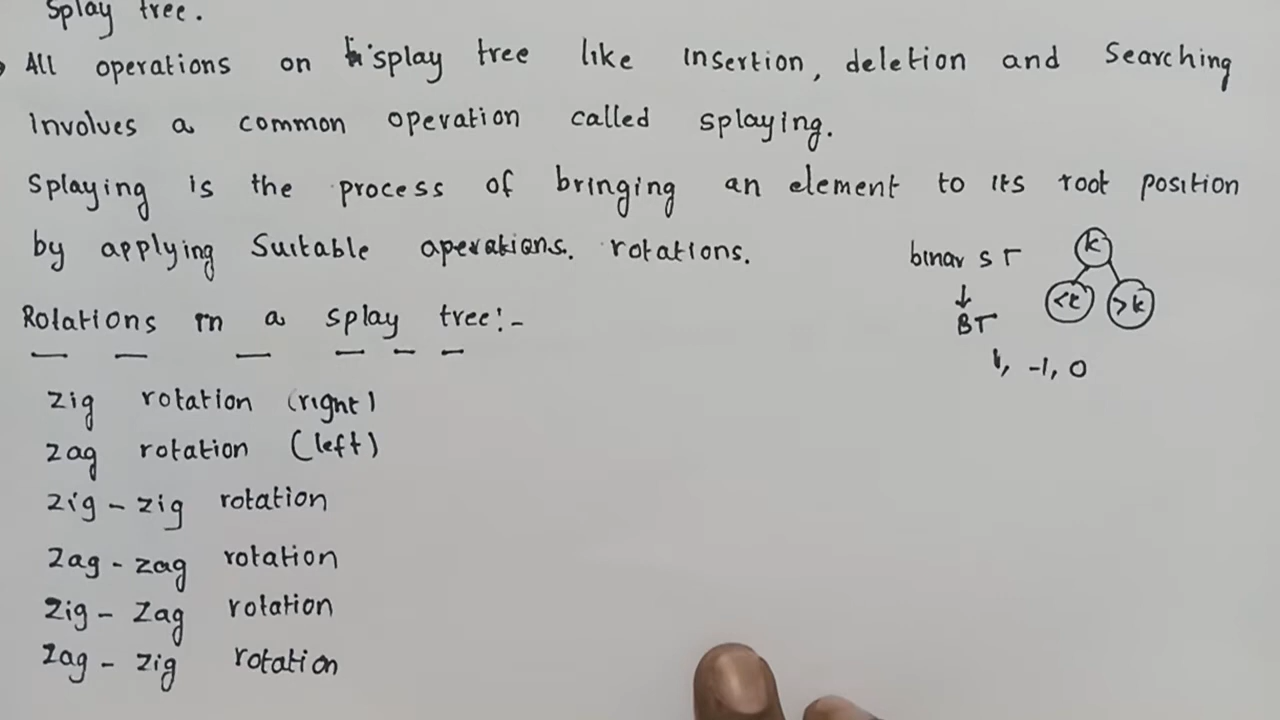 Splay tree.
All operations on splay tree like insertion, deletion and searching
involves a common operation called splaying.
Splaying is the process of bringing an element to its root position
by applying Suitable operations. rotations.
binar S T
↓
BT
k
<k
>k
1, -1, 0
Rotations in a splay tree:-
zig rotation (right)
zag rotation (left)
zig - zig rotation
zag - zag rotation
zig - zag rotation
zag - zig rotation